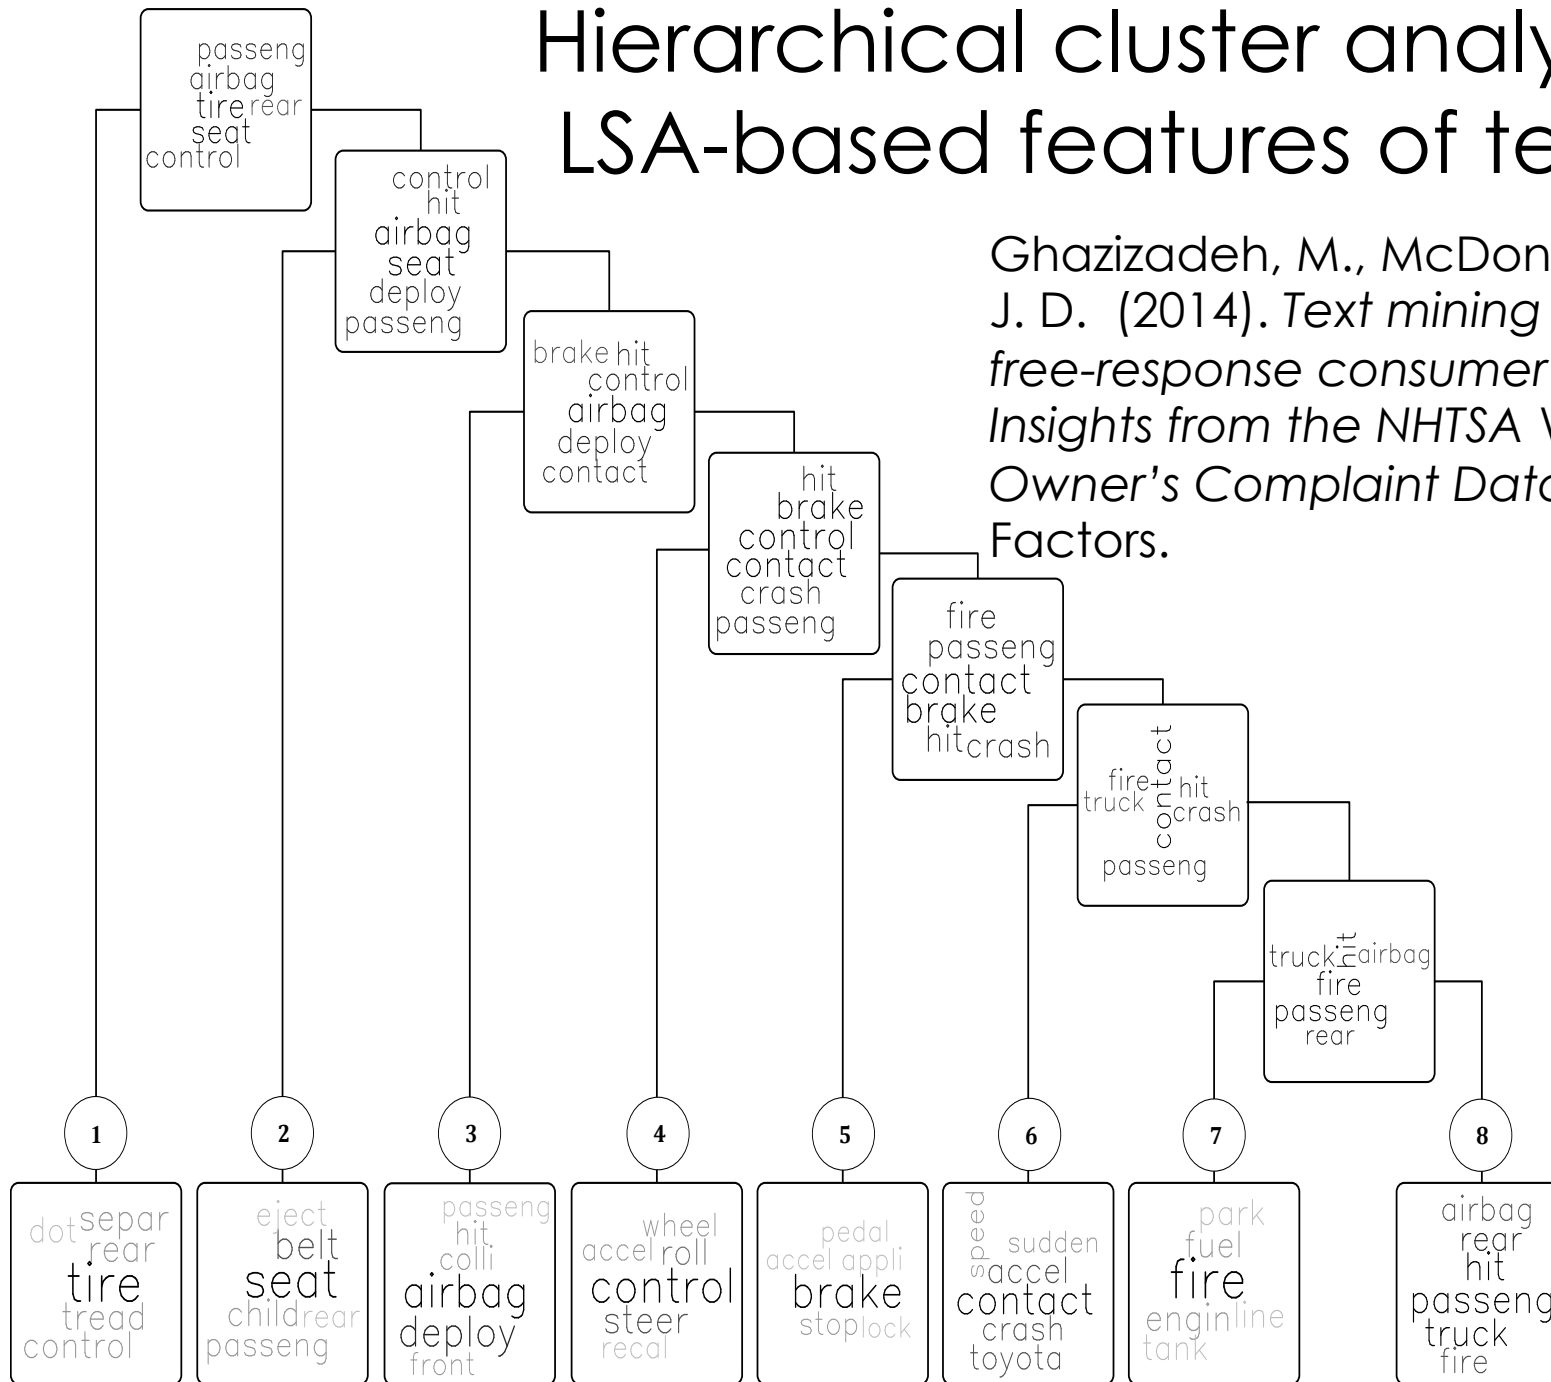 Hierarchical cluster analy
LSA-based features of te
Ghazizadeh, M., McDon
J. D. (2014). Text mining
free-response consumer
Insights from the NHTSA V
Owner's Complaint Data
Factors.
passeng
airbag
tire rear
seat
control
control
hit
airbag
seat
deploy
passeng
brake hit
control
airbag
deploy
contact
hit
brake
control
contact
crash
passeng
fire
passeng
contact
brake
hit crash
contact
fire hit
truck crash
passeng
truck hit airbag
fire
passeng
rear
1 2 3 4 5 6 7 8
dot separ
rear
tire
tread
control
eject
belt
seat
child rear
passeng
passeng
hit
colli
airbag
deploy
front
wheel
accel roll
control
steer
recal
pedal
accel appli
brake
stop lock
speed
sudden
accel
contact
crash
toyota
park
fuel
fire
engin line
tank
airbag
rear
hit
passeng
truck
fire